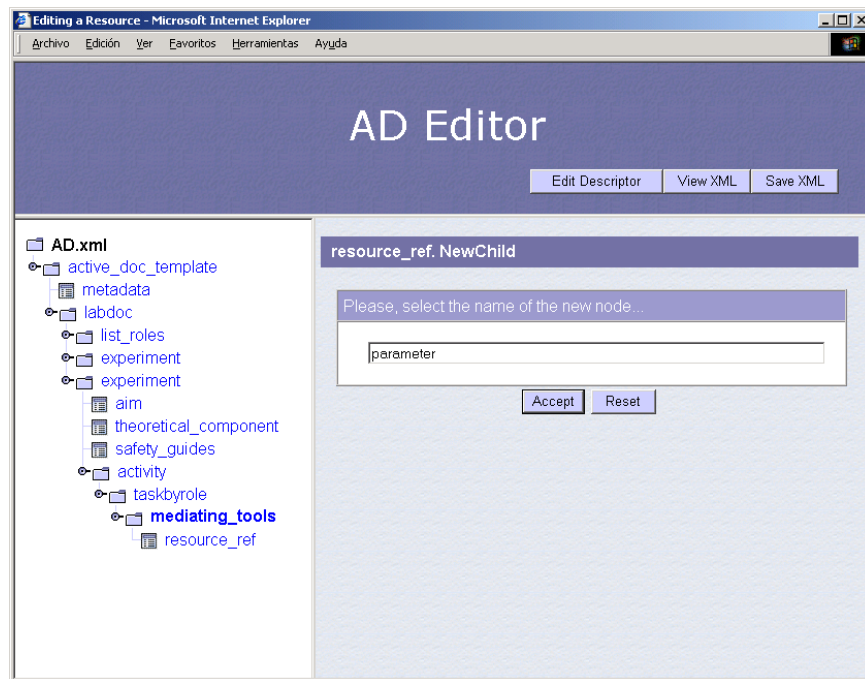 Editing a Resource - Microsoft Internet Explorer
Archivo Edición Ver Favoritos Herramientas Ayuda
AD Editor
Edit Descriptor View XML Save XML
AD.xml
active_doc_template
metadata
labdoc
list_roles
experiment
experiment
aim
theoretical_component
safety_guides
activity
taskbyrole
mediating_tools
resource_ref
resource_ref. NewChild
Please, select the name of the new node...
parameter
Accept Reset